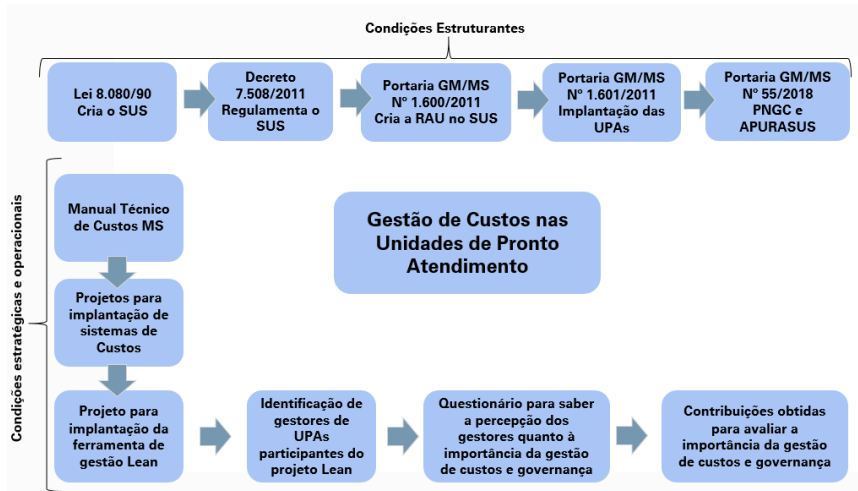 Condições Estruturantes
Lei 8.080/90
Cria o SUS
Decreto
7.508/2011
Regulamenta o
SUS
Portaria GM/MS
Nº 1.600/2011
Cria a RAU no SUS
Portaria GM/MS
Nº 1.601/2011
Implantação das
UPAs
Portaria GM/MS
Nº 55/2018
PNGC e
APURASUS
Condições estratégicas e operacionais
Manual Técnico
de Custos MS
Gestão de Custos nas
Unidades de Pronto
Atendimento
Projetos para
implantação de
sistemas de
Custos
Projeto para
implantação da
ferramenta de
gestão Lean
Identificação de
gestores de
UPAs
participantes do
projeto Lean
Questionário para saber
a percepção dos
gestores quanto à
importância da gestão
de custos e governança
Contribuições obtidas
para avaliar a
importância da gestão
de custos e governança